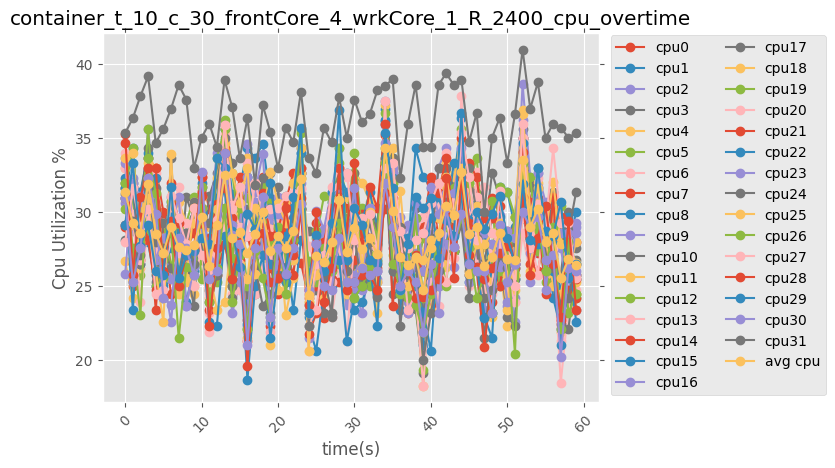 container_t_10_c_30_frontCore_4_wrkCore_1_R_2400_cpu_overtime
40
35
30
25
20
Cpu Utilization %
0
10
20
30
40
50
60
time(s)
cpu0
cpu1
cpu2
cpu3
cpu4
cpu5
cpu6
cpu7
cpu8
cpu9
cpu10
cpu11
cpu12
cpu13
cpu14
cpu15
cpu16
cpu17
cpu18
cpu19
cpu20
cpu21
cpu22
cpu23
cpu24
cpu25
cpu26
cpu27
cpu28
cpu29
cpu30
cpu31
avg cpu